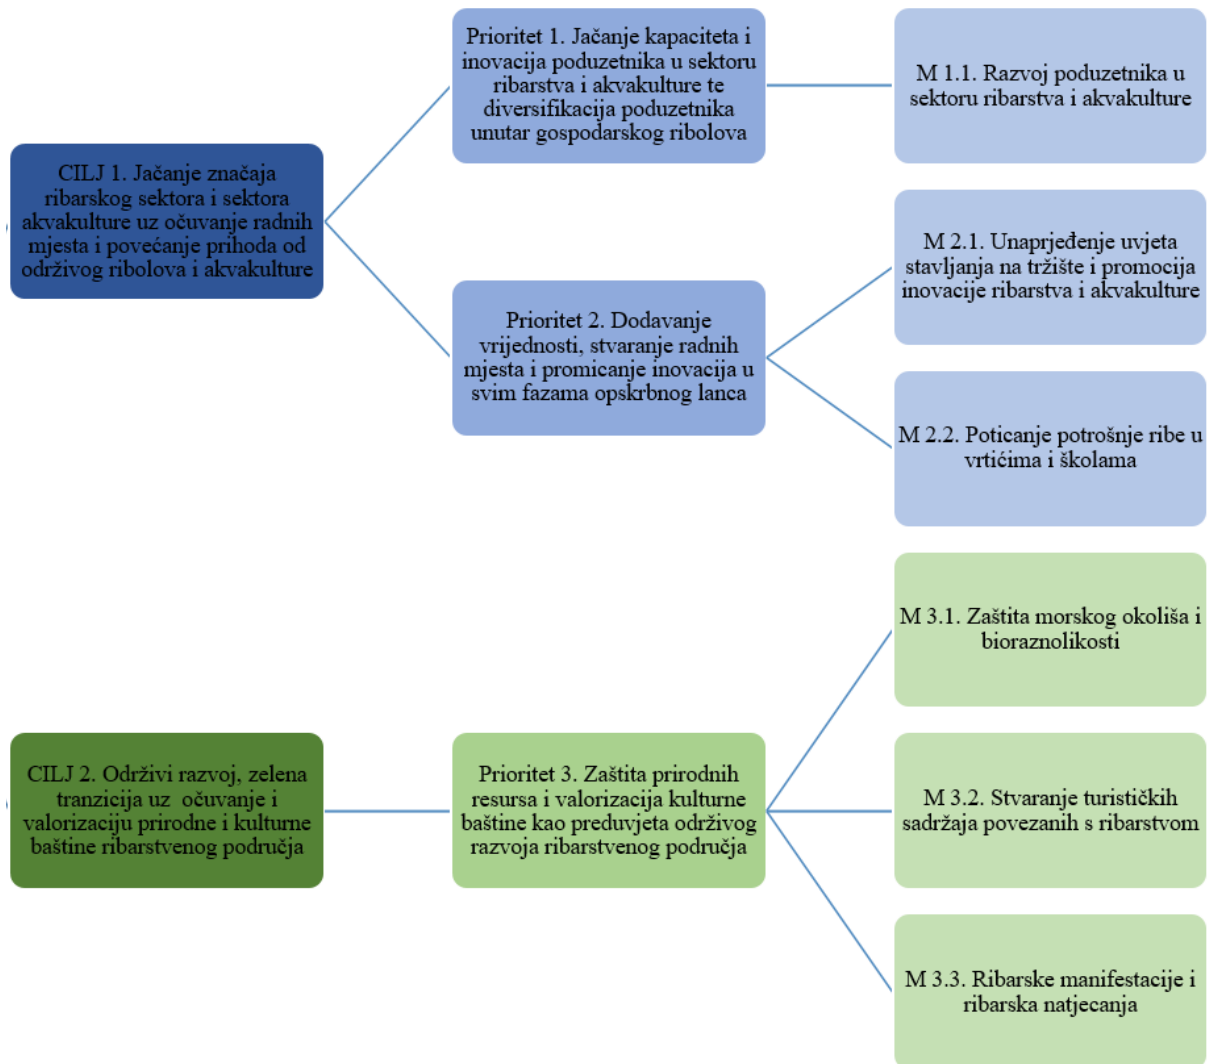 CILJ 1. Jačanje značaja
ribarskog sektora i sektora
akvakulture uz očuvanje radnih
mjesta i povećanje prihoda od
održivog ribolova i akvakulture
Prioritet 1. Jačanje kapaciteta i
inovacija poduzetnika u sektoru
ribarstva i akvakulture te
diversifikacija poduzetnika
unutar gospodarskog ribolova
M 1.1. Razvoj poduzetnika u
sektoru ribarstva i akvakulture
Prioritet 2. Dodavanje
vrijednosti, stvaranje radnih
mjesta i promicanje inovacija u
svim fazama opskrbnog lanca
M 2.1. Unaprjeđenje uvjeta
stavljanja na tržište i promocija
inovacije ribarstva i akvakulture
M 2.2. Poticanje potrošnje ribe u
vrtićima i školama
CILJ 2. Održivi razvoj, zelena
tranzicija uz očuvanje i
valorizaciju prirodne i kulturne
baštine ribarstvenog područja
Prioritet 3. Zaštita prirodnih
resursa i valorizacija kulturne
baštine kao preduvjeta održivog
razvoja ribarstvenog područja
M 3.1. Zaštita morskog okoliša i
bioraznolikosti
M 3.2. Stvaranje turističkih
sadržaja povezanih s ribarstvom
M 3.3. Ribarske manifestacije i
ribarska natjecanja